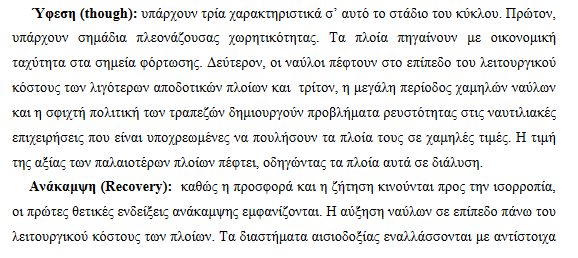 Ύφεση (though): υπάρχουν τρία χαρακτηριστικά σ’ αυτό το στάδιο του κύκλου. Πρώτον,
υπάρχουν σημάδια πλεονάζουσας χωρητικότητας. Τα πλοία πηγαίνουν με οικονομική
ταχύτητα στα σημεία φόρτωσης. Δεύτερον, οι ναύλοι πέφτουν στο επίπεδο του λειτουργικού
κόστους των λιγότερων αποδοτικών πλοίων και τρίτον, η μεγάλη περίοδος χαμηλών ναύλων
και η σφιχτή πολιτική των τραπεζών δημιουργούν προβλήματα ρευστότητας στις ναυτιλιακές
επιχειρήσεις που είναι υποχρεωμένες να πουλήσουν τα πλοία τους σε χαμηλές τιμές. Η τιμή
της αξίας των παλαιοτέρων πλοίων πέφτει, οδηγώντας τα πλοία αυτά σε διάλυση.
Ανάκαμψη (Recovery): καθώς η προσφορά και η ζήτηση κινούνται προς την ισορροπία,
οι πρώτες θετικές ενδείξεις ανάκαμψης εμφανίζονται. Η αύξηση ναύλων σε επίπεδο πάνω του
λειτουργικού κόστους των πλοίων. Τα διαστήματα αισιοδοξίας εναλλάσσονται με αντίστοιχα